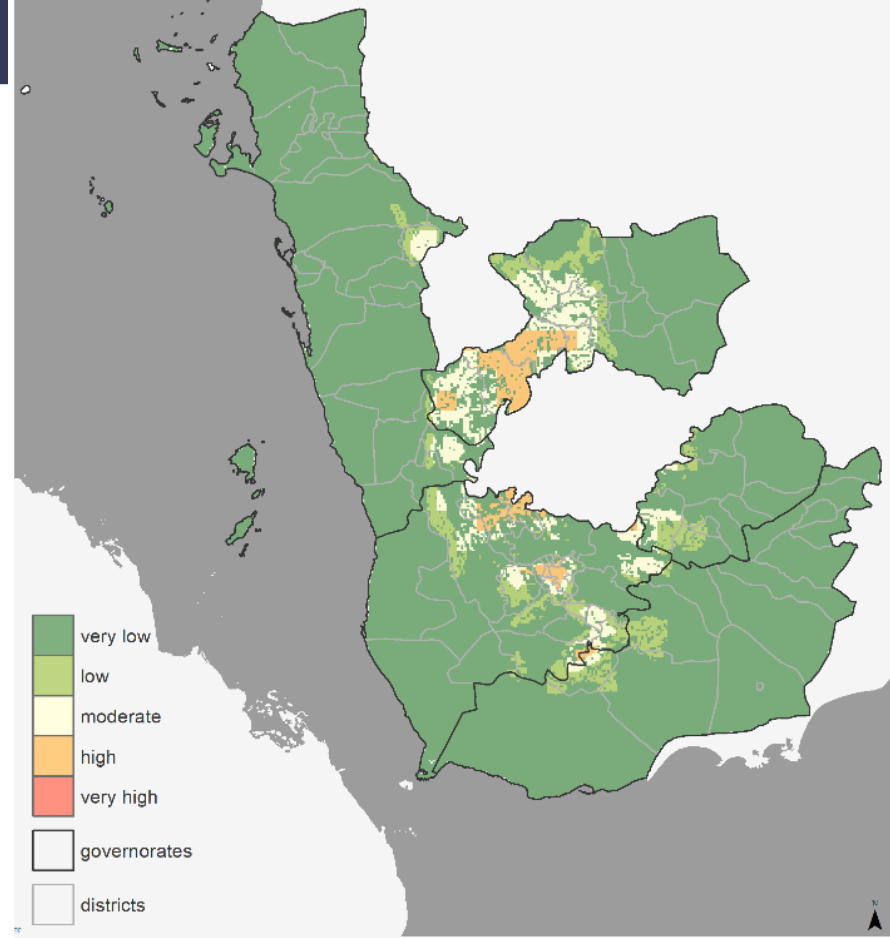 very low
low
moderate
high
very high
governorates
districts
N